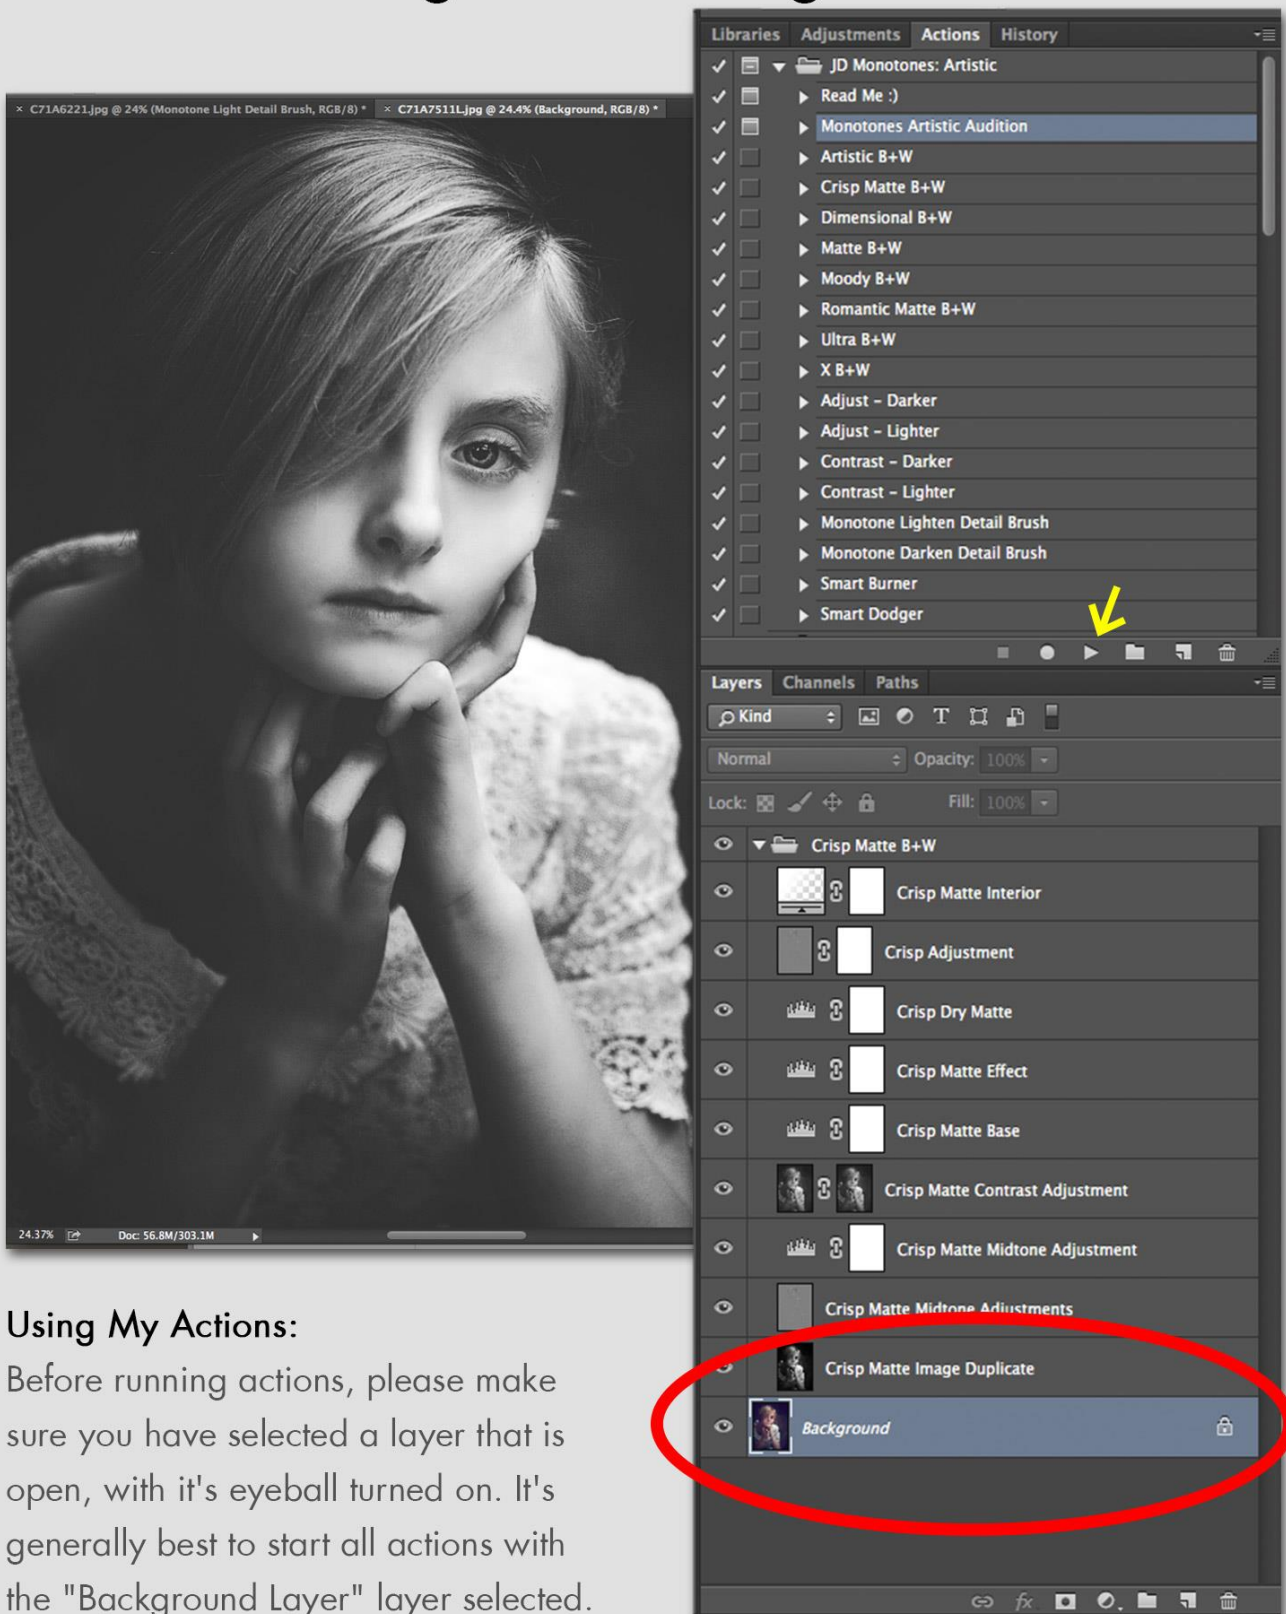 Libraries Adjustments Actions History
JD Monotones: Artistic
Read Me :)
Monotones Artistic Audition
Artistic B+W
Crisp Matte B+W
Dimensional B+W
Matte B+W
Moody B+W
Romantic Matte B+W
Ultra B+W
X B+W
Adjust - Darker
Adjust - Lighter
Contrast - Darker
Contrast - Lighter
Monotone Lighten Detail Brush
Monotone Darken Detail Brush
Smart Burner
Smart Dodger
× C71A6221.jpg @ 24% (Monotone Light Detail Brush, RGB/8) * × C71A7511L.jpg @ 24.4% (Background, RGB/8) *
Layers Channels Paths
Kind
Normal Opacity: 100%
Lock: Fill: 100%
Crisp Matte B+W
Crisp Matte Interior
Crisp Adjustment
Crisp Dry Matte
Crisp Matte Effect
Crisp Matte Base
Crisp Matte Contrast Adjustment
Crisp Matte Midtone Adjustment
Crisp Matte Midtone Adjustments
Crisp Matte Image Duplicate
Background
fx
24.37% Doc: 56.8M/303.1M
Using My Actions:
Before running actions, please make
sure you have selected a layer that is
open, with it's eyeball turned on. It's
generally best to start all actions with
the "Background Layer" layer selected.